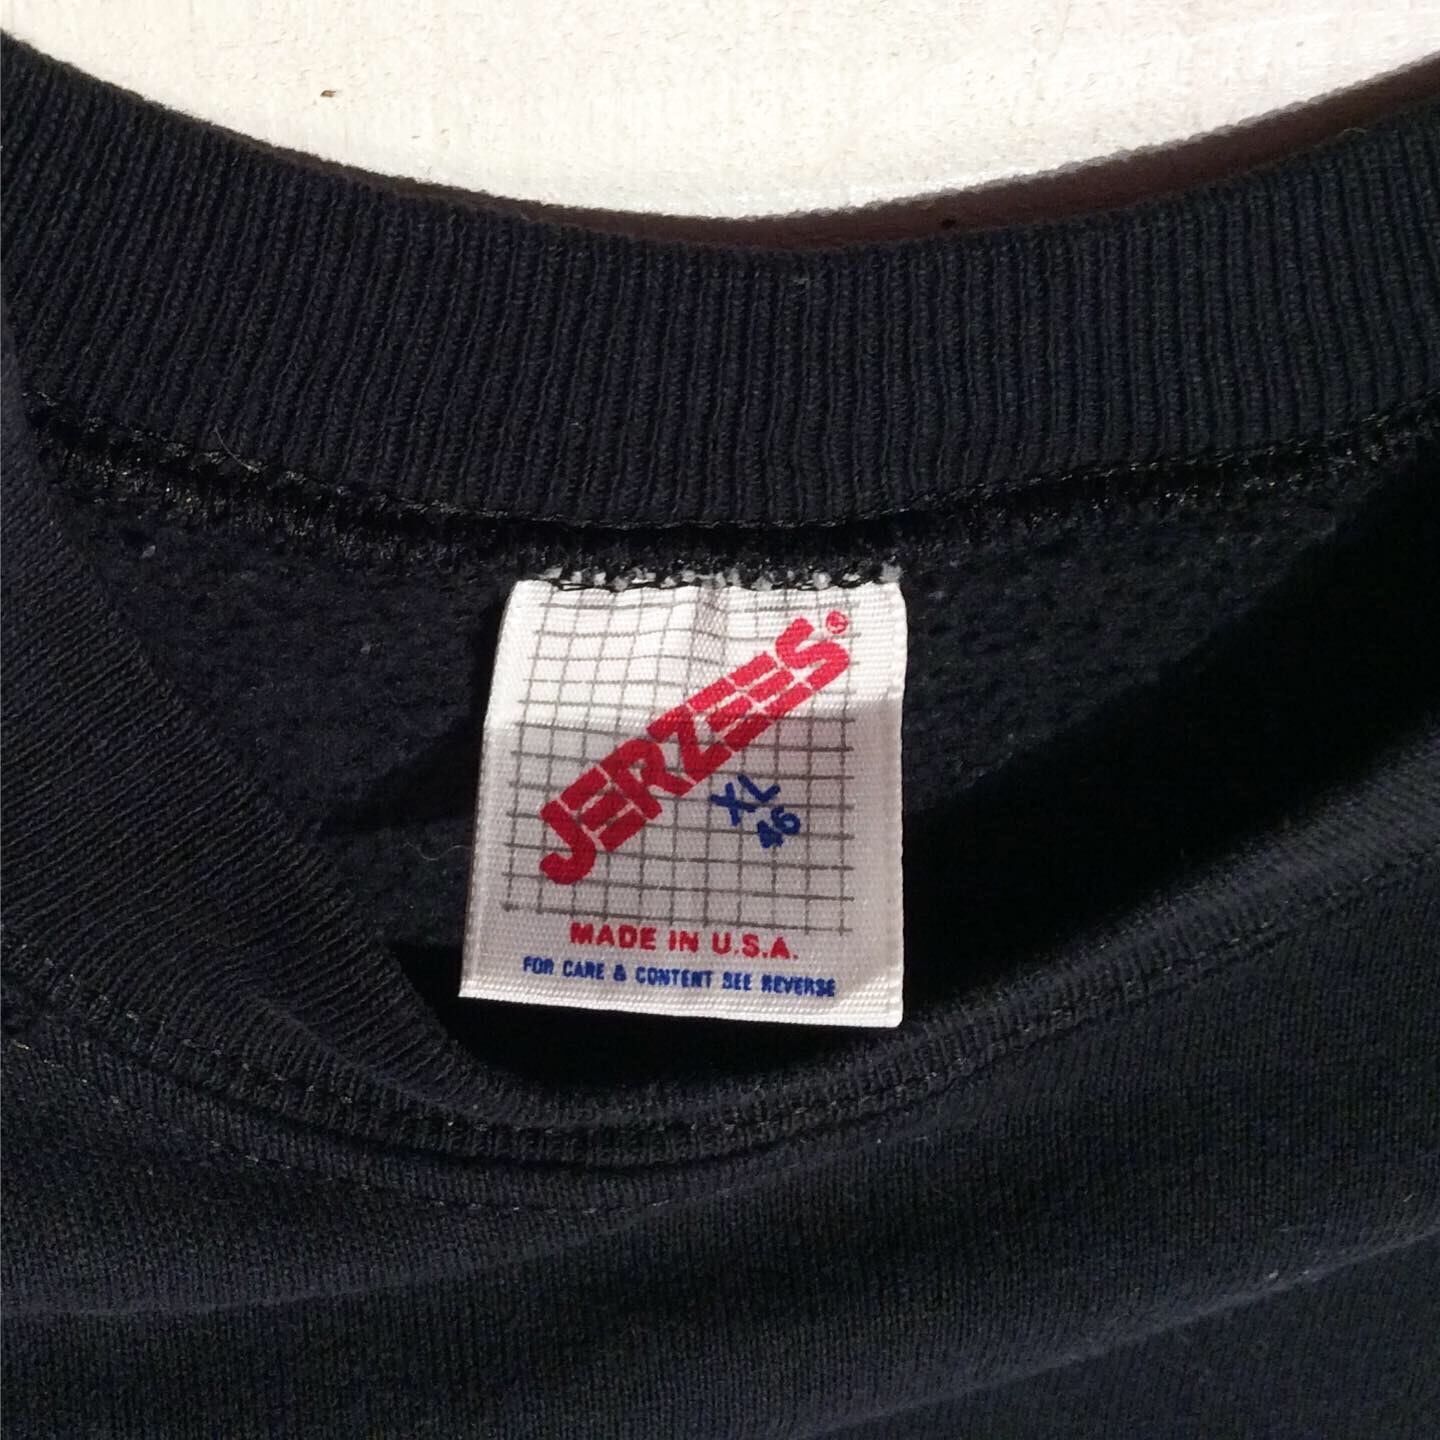 JERZEES®
XL
46
MADE IN U.S.A.
FOR CARE & CONTENT SEE REVERSE